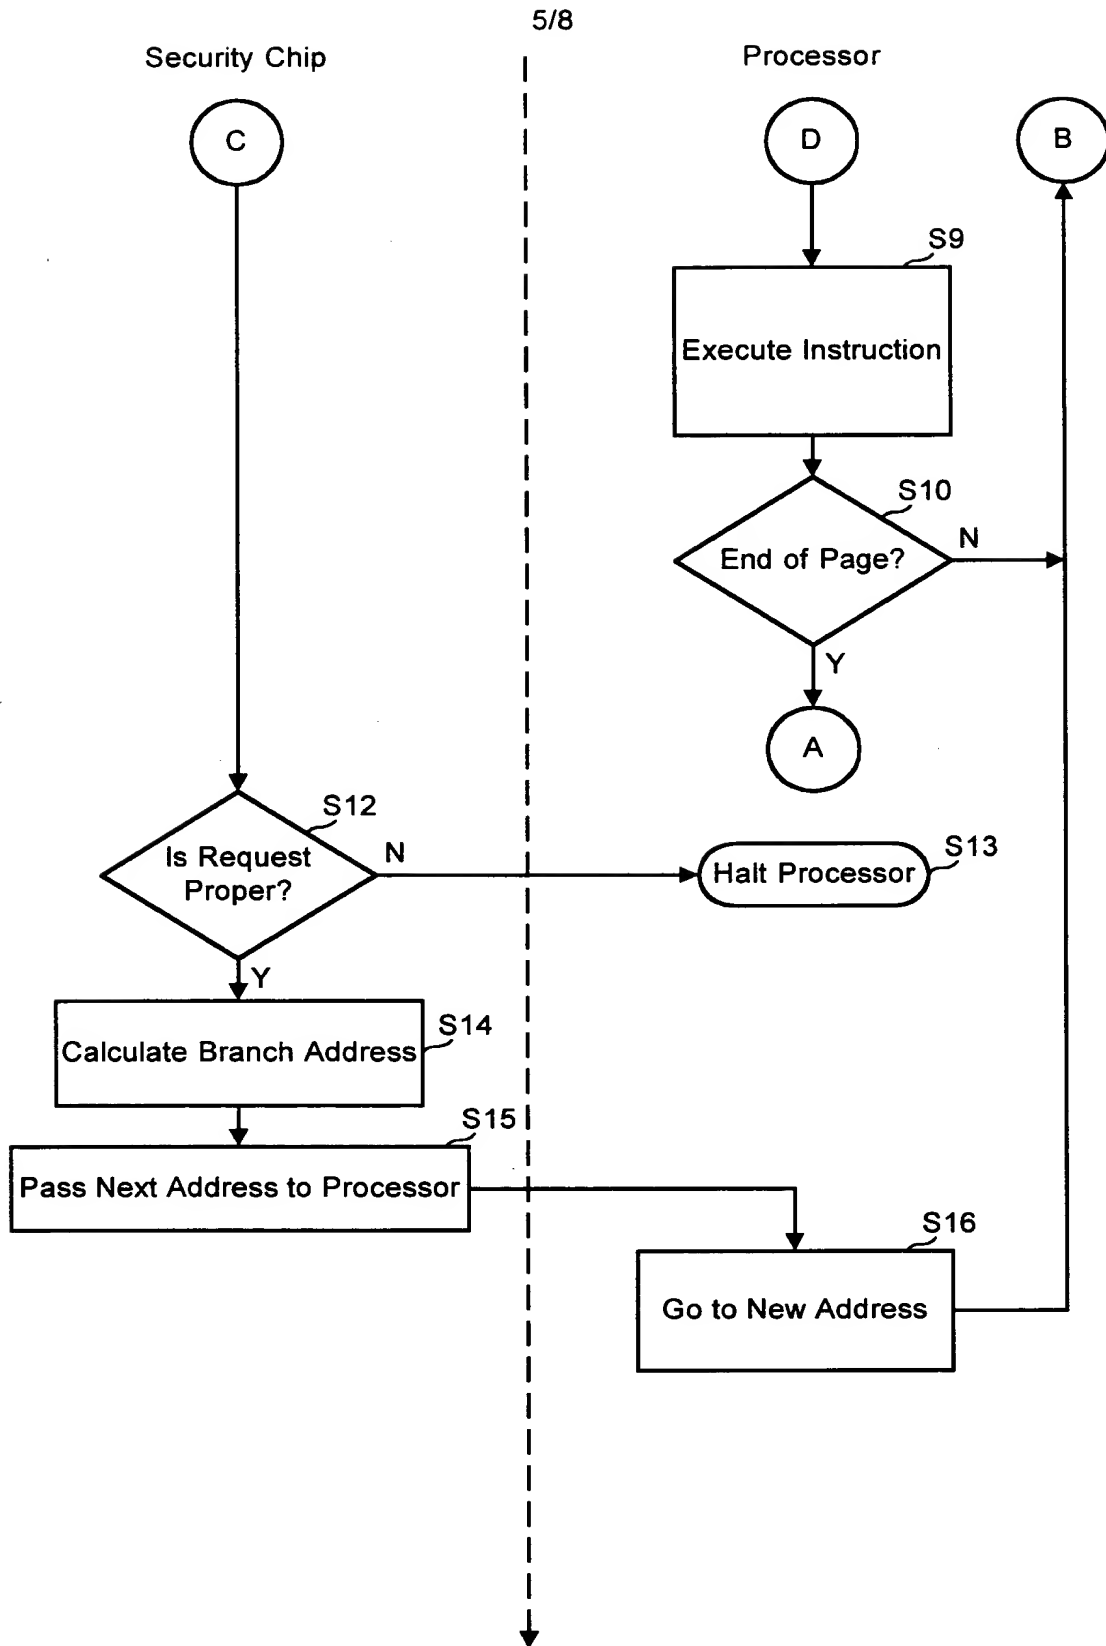 5/8
Security Chip
Processor
C
D
B
S9
Execute Instruction
S10
End of Page?
N
Y
A
S12
Is Request
Proper?
N
S13
Halt Processor
Y
S14
Calculate Branch Address
S15
Pass Next Address to Processor
S16
Go to New Address